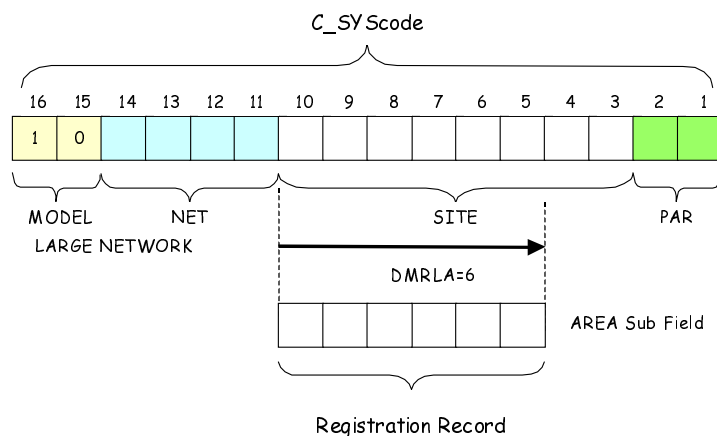 C_SYScode
16 15 14 13 12 11 10 9 8 7 6 5 4 3 2 1
1 0
MODEL NET SITE PAR
LARGE NETWORK
DMRLA=6
AREA Sub Field
Registration Record